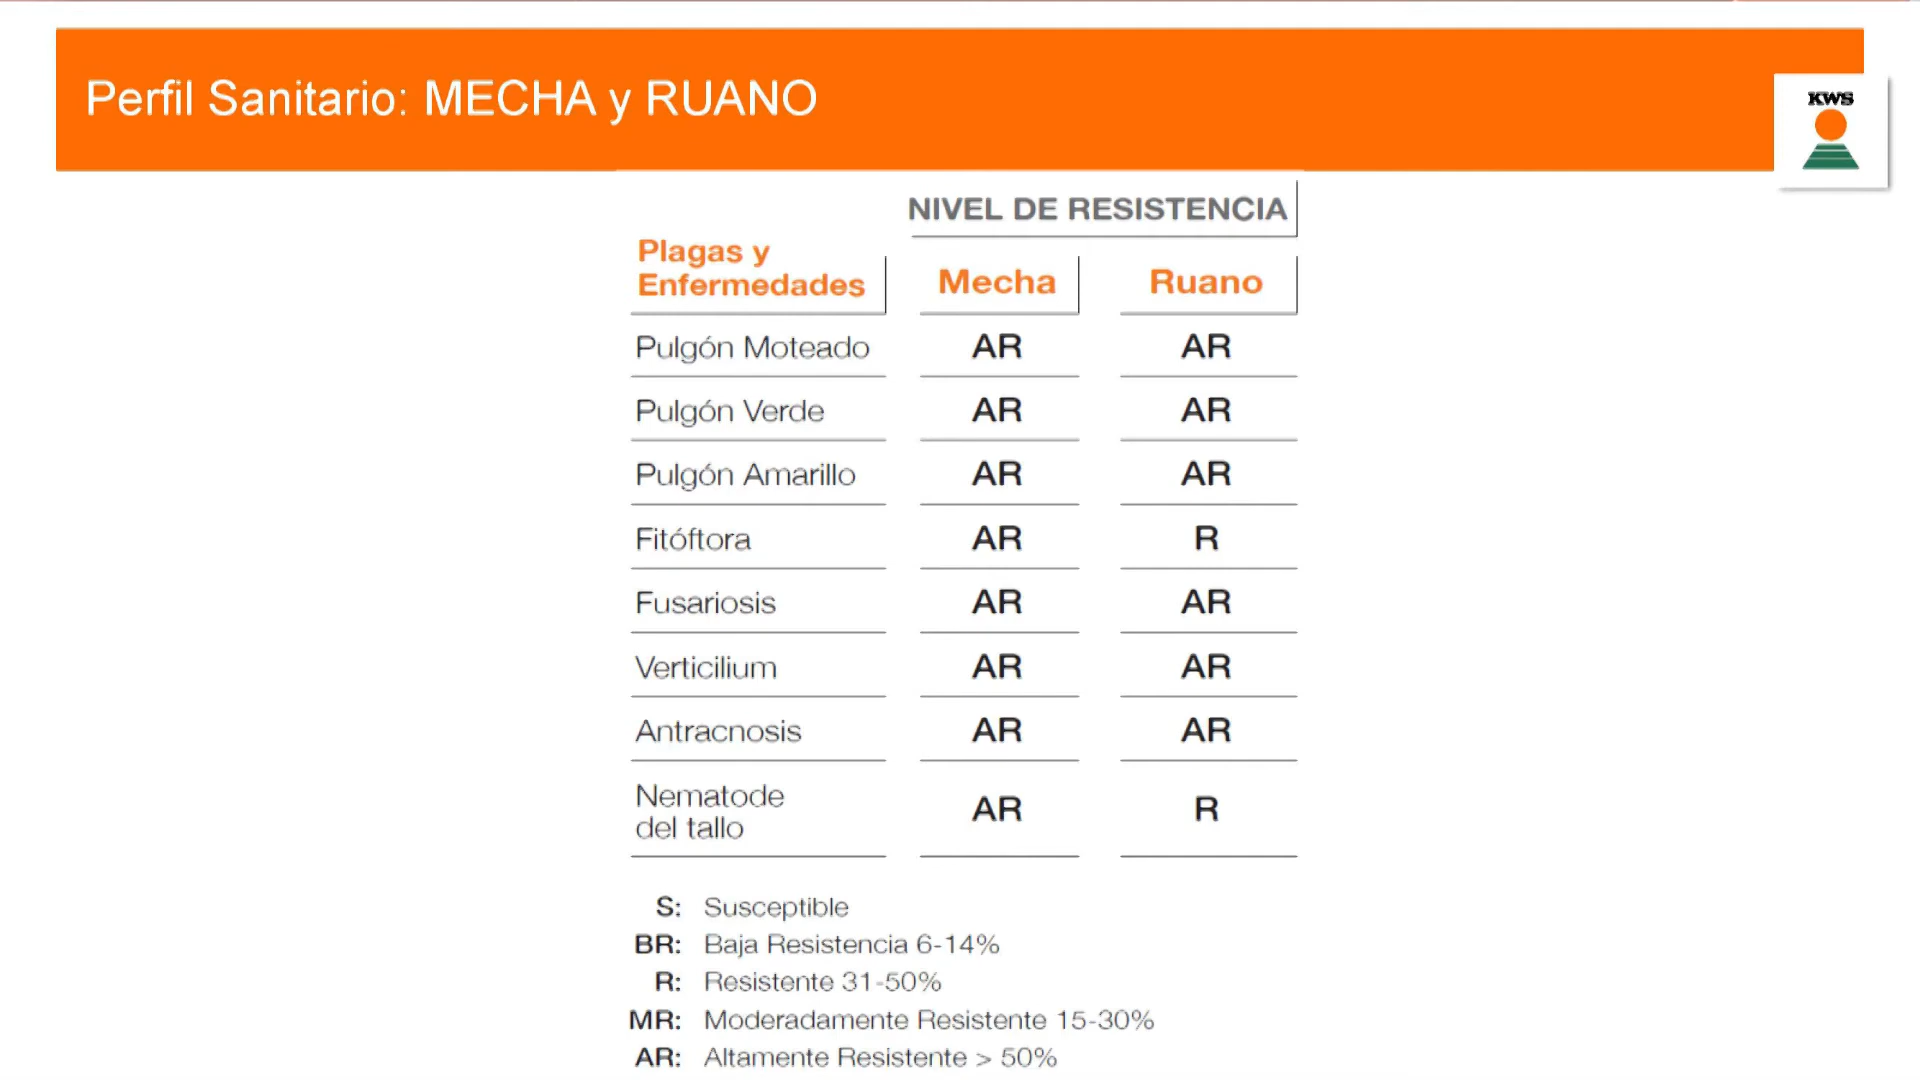 Perfil Sanitario: MECHA y RUANO
KWS
NIVEL DE RESISTENCIA
Plagas y
Enfermedades Mecha Ruano
Pulgón Moteado AR AR
Pulgón Verde AR AR
Pulgón Amarillo AR AR
Fitóftora AR R
Fusariosis AR AR
Verticilium AR AR
Antracnosis AR AR
Nematode
del tallo AR R
S: Susceptible
BR: Baja Resistencia 6-14%
R: Resistente 31-50%
MR: Moderadamente Resistente 15-30%
AR: Altamente Resistente > 50%